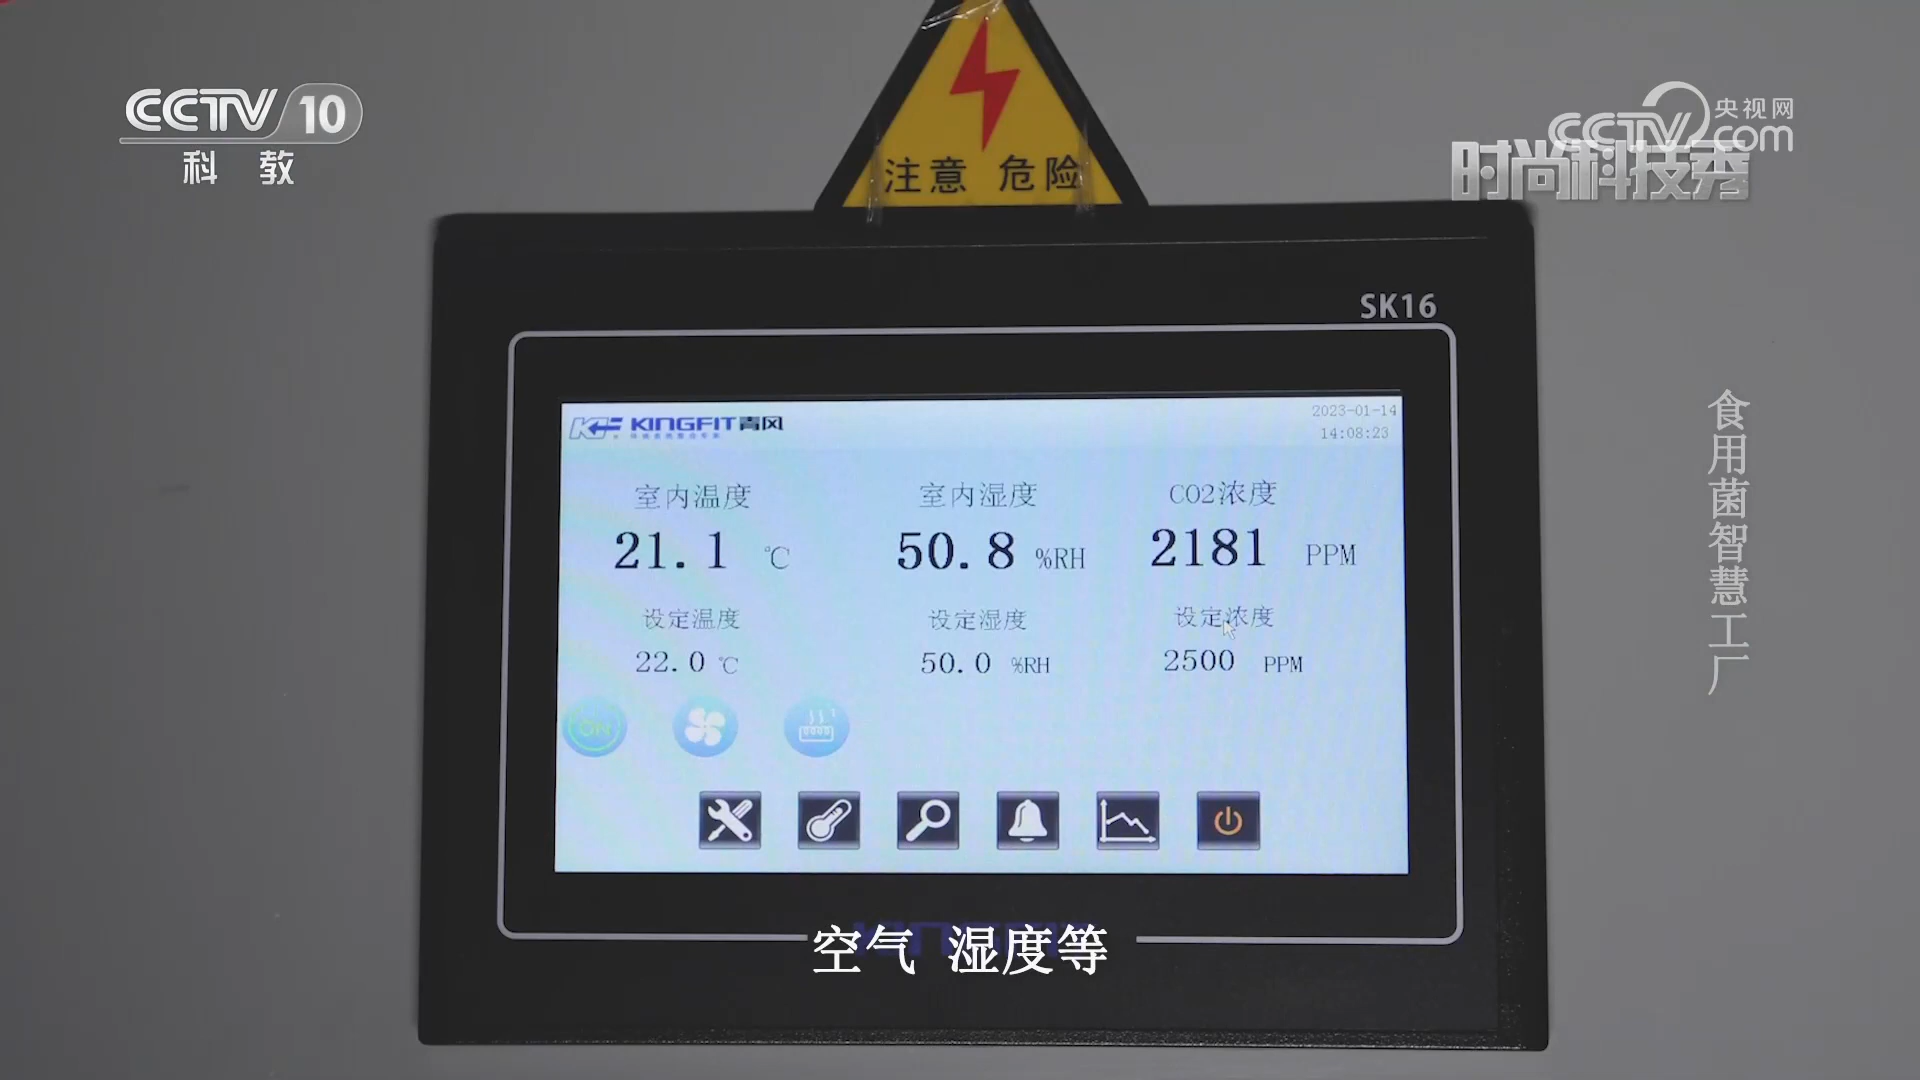 注意 危险
CCTV 10
科 教
央视网
CCTV.com
时尚科技秀
SK16
KINGFIT青风
2023-01-14
14:08:23
室内温度 室内湿度 CO2浓度
21.1 ℃ 50.8 %RH 2181 PPM
设定温度 设定湿度 设定浓度
22.0 ℃ 50.0 %RH 2500 PPM
ON
食用菌智慧工厂
空气 湿度等